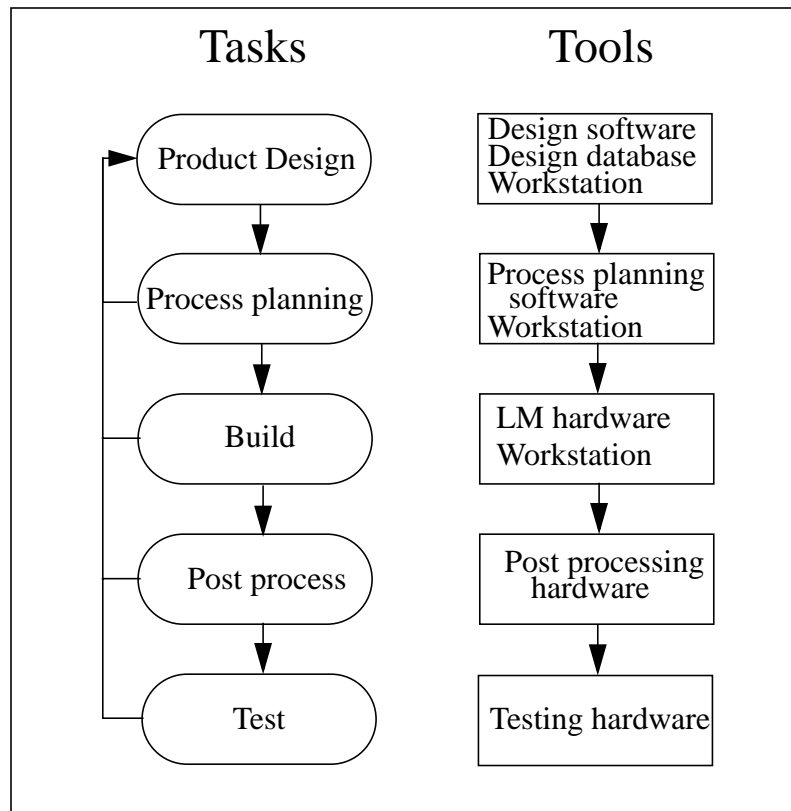 Tasks
Product Design
Process planning
Build
Post process
Test
Tools
Design software
Design database
Workstation
Process planning
software
Workstation
LM hardware
Workstation
Post processing
hardware
Testing hardware